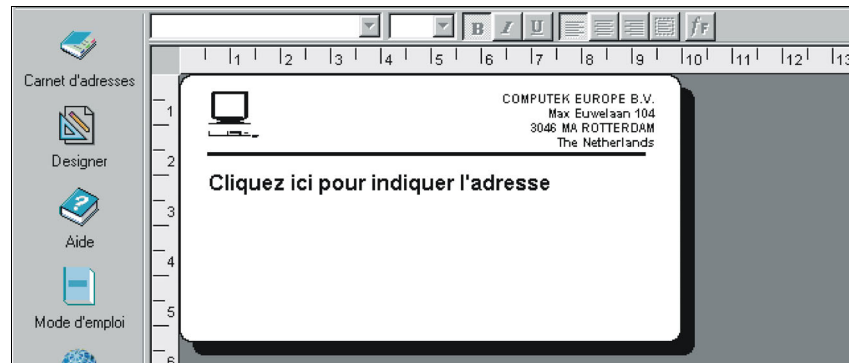 B I U fF
1 2 3 4 5 6 7 8 9 10 11 12 13
Carnet d'adresses
Designer
Aide
Mode d'emploi
1
2
3
4
5
6
COMPUTEK EUROPE B.V.
Max Euwelaan 104
3046 MA ROTTERDAM
The Netherlands
Cliquez ici pour indiquer l'adresse